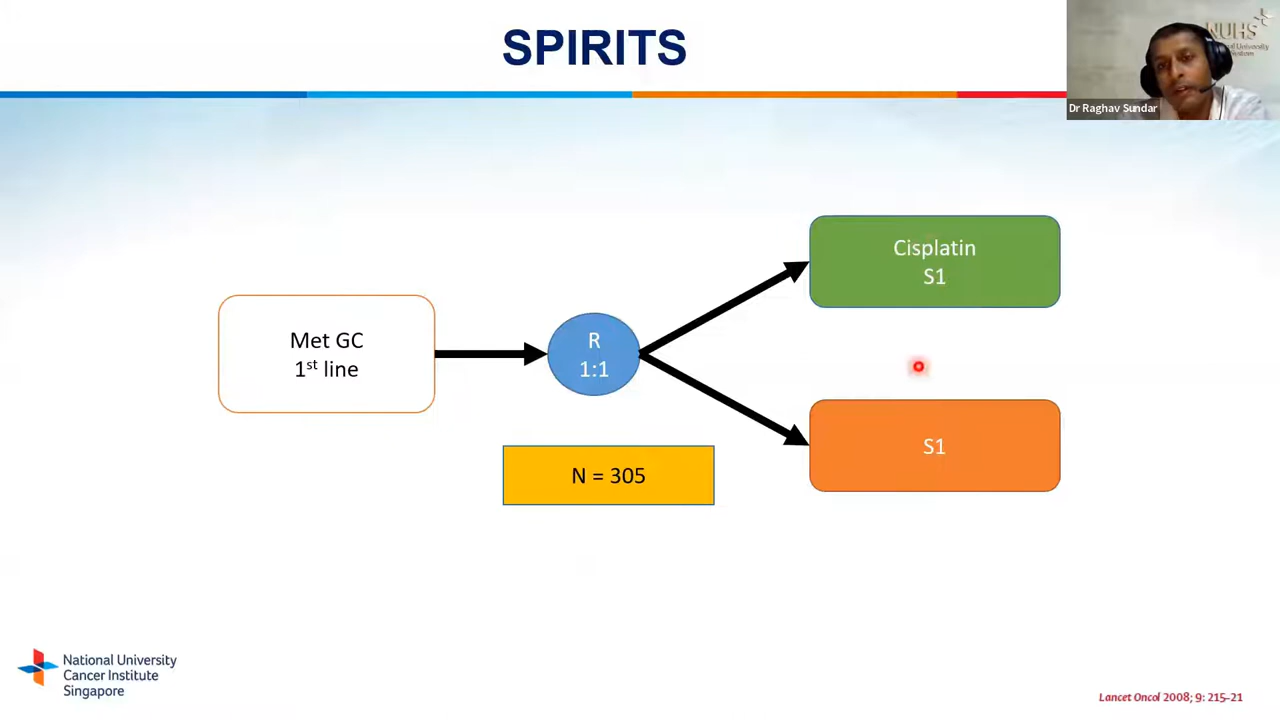 SPIRITS
NUHS
Dr Raghav Sundar
Cisplatin
S1
Met GC
1st line
R
1:1
S1
N = 305
National University
Cancer Institute
Singapore
Lancet Oncol 2008; 9: 215–21